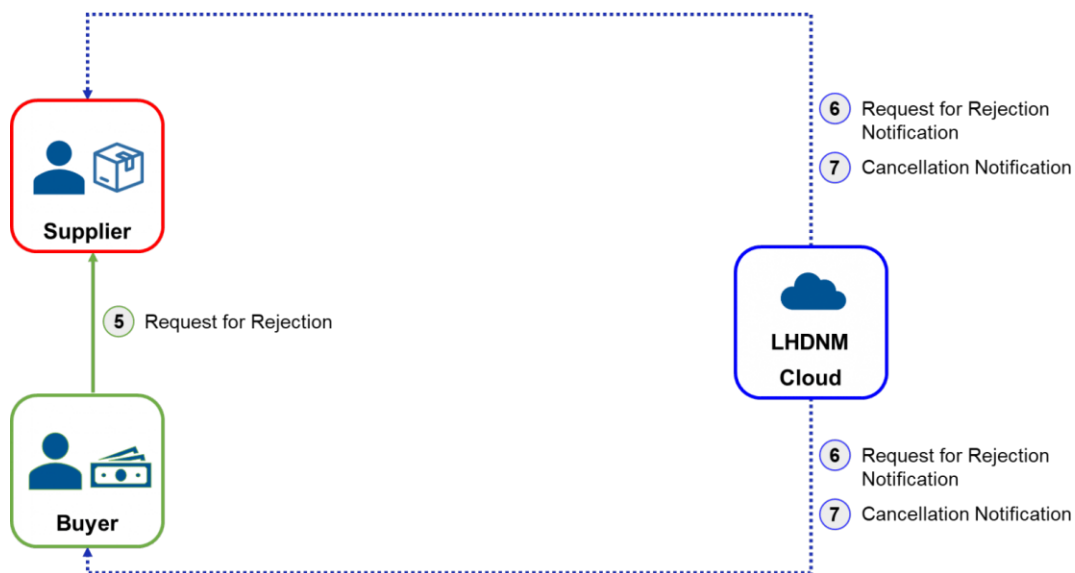 6 Request for Rejection
Notification
7 Cancellation Notification
Supplier
5 Request for Rejection
LHDNM
Cloud
6 Request for Rejection
Notification
7 Cancellation Notification
Buyer